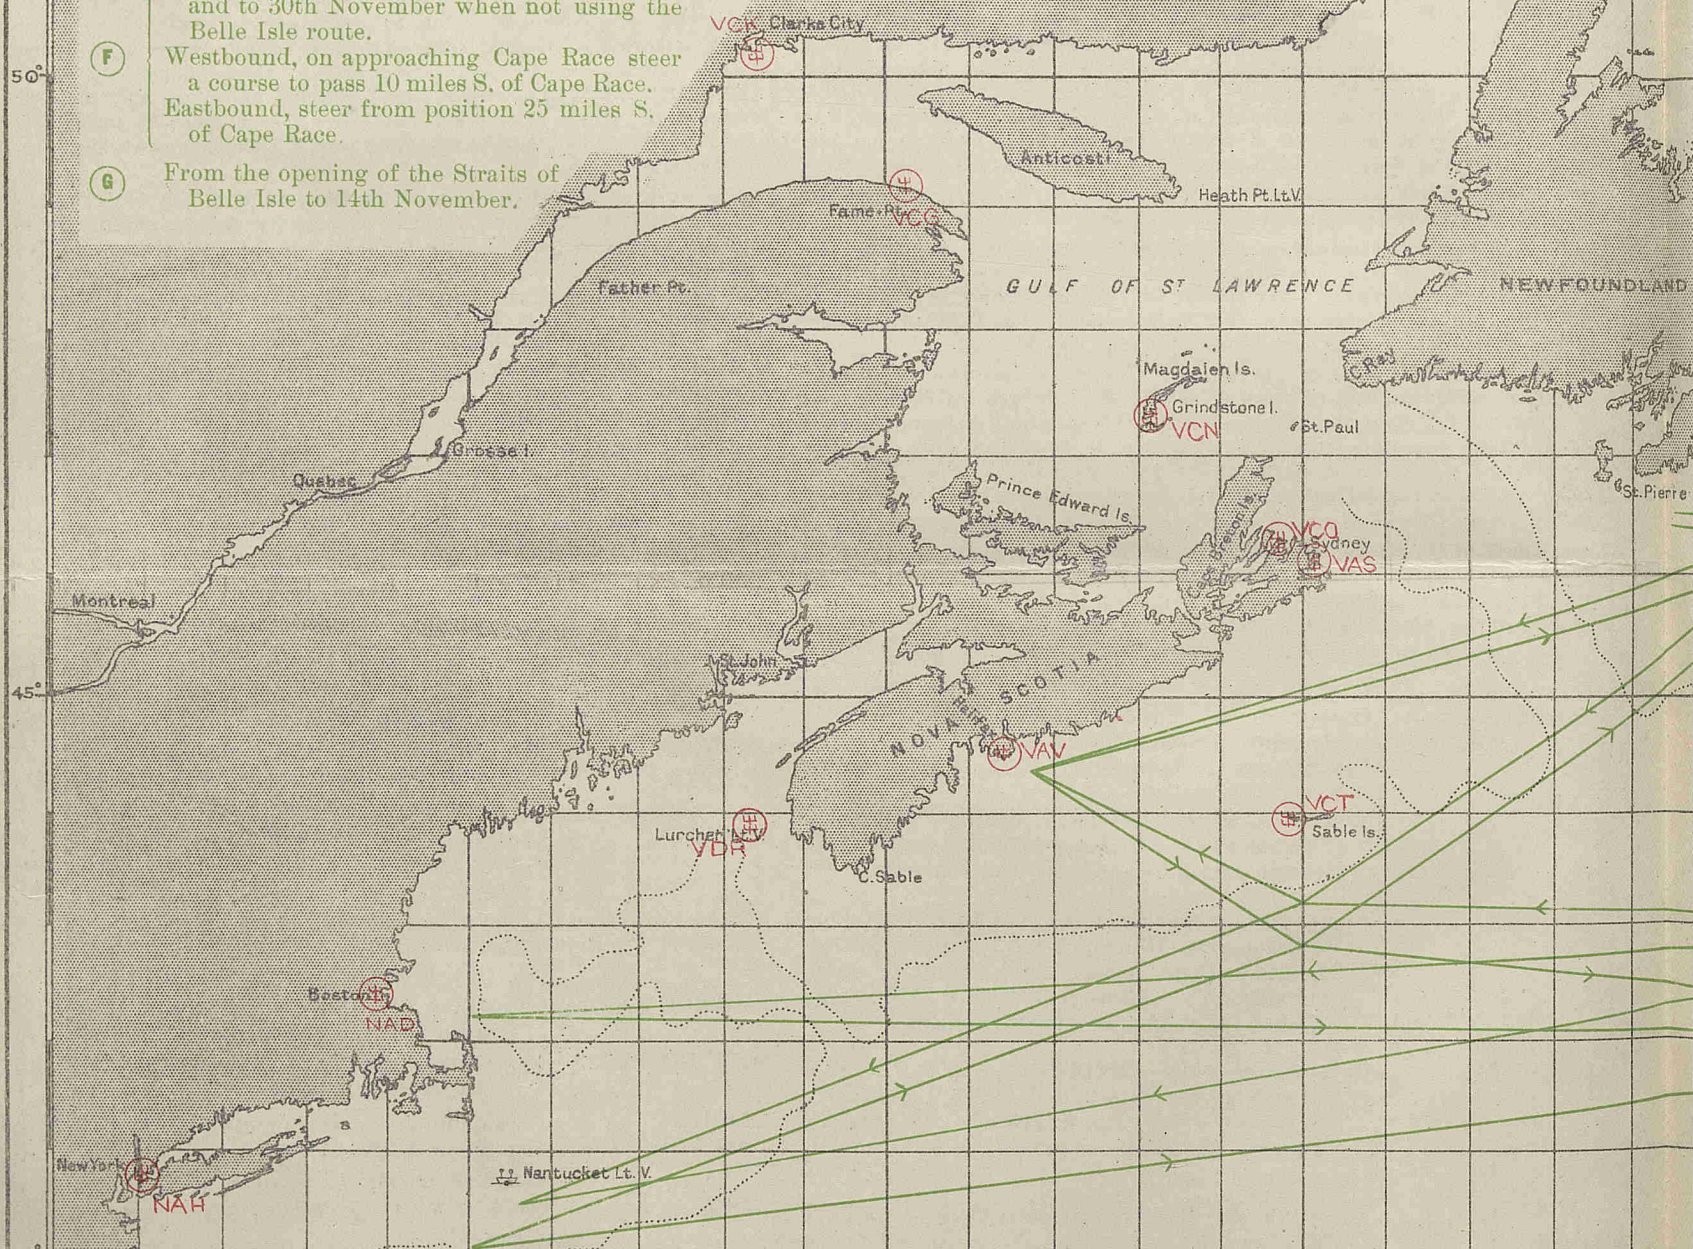 and to 30th November when not using the
Belle Isle route.
F
Westbound, on approaching Cape Race steer
a course to pass 10 miles S. of Cape Race.
Eastbound, steer from position 25 miles S.
of Cape Race.
G
From the opening of the Straits of
Belle Isle to 14th November.
VCK
Clarke City
50°
Anticosti
Heath Pt. Lt. V.
Fame Pt.
VCG
Father Pt.
GULF OF ST LAWRENCE
NEWFOUNDLAND
C. Ray
Magdalen Is.
Grindstone I.
VCN
St. Paul
Grosse I.
Quebec
Prince Edward Is.
St. Pierre
Cape Breton Is.
VCO
Sydney
VAS
Montreal
St. John
45°
NOVA SCOTIA
Halifax
VAV
VCT
Sable Is.
Lurcher Lt. V.
VDR
C. Sable
Boston
NAD
New York
NAH
Nantucket Lt. V.